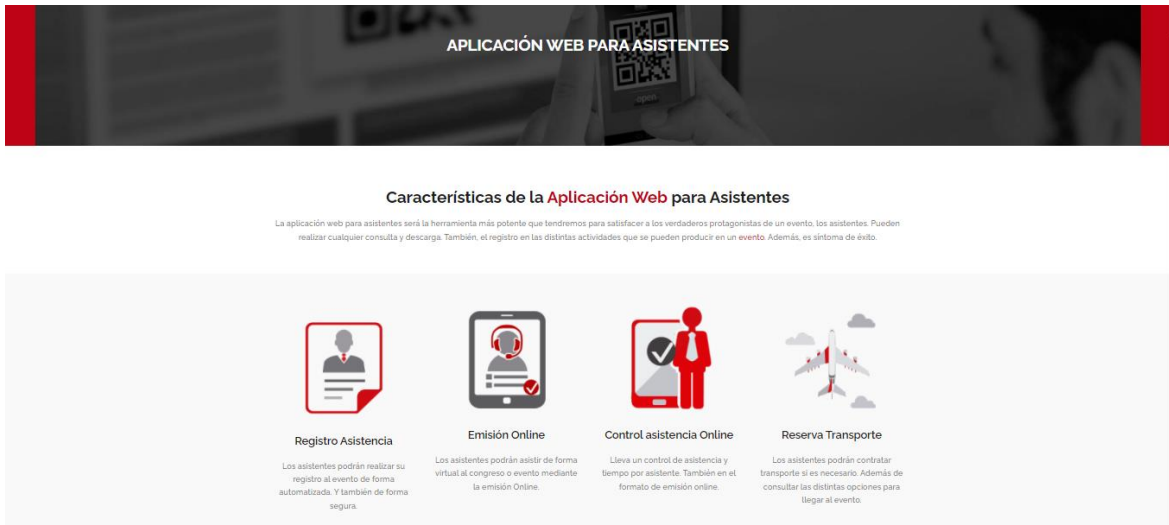 APLICACIÓN WEB PARA ASISTENTES
open
Características de la Aplicación Web para Asistentes
La aplicación web para asistentes será la herramienta más potente que tendremos para satisfacer a los verdaderos protagonistas de un evento, los asistentes. Pueden
realizar cualquier consulta y descarga. También, el registro en las distintas actividades que se pueden producir en un evento. Además, es síntoma de éxito.
Registro Asistencia
Los asistentes podrán realizar su
registro al evento de forma
automatizada. Y también de forma
segura.
Emisión Online
Los asistentes podrán asistir de forma
virtual al congreso o evento mediante
la emisión Online.
Control asistencia Online
Lleva un control de asistencia y
tiempo por asistente. También en el
formato de emisión online.
Reserva Transporte
Los asistentes podrán contratar
transporte si es necesario. Además de
consultar las distintas opciones para
llegar al evento.